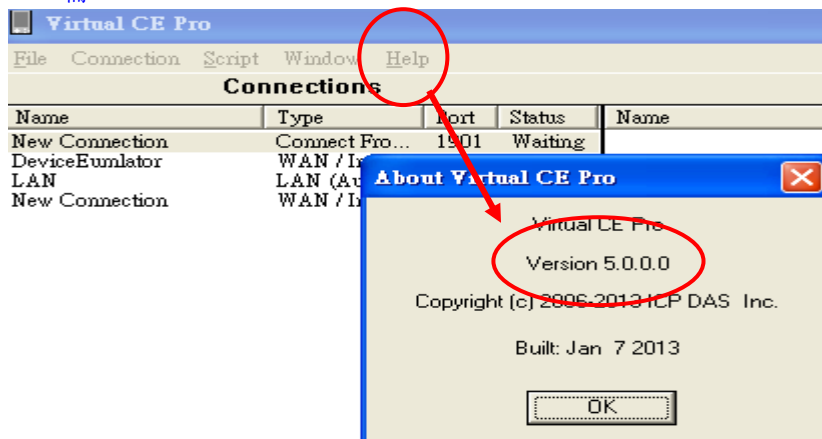 Virtual CE Pro
File Connection Script Window Help
Connections
Name Type Port Status Name
New Connection Connect Fro... 1901 Waiting
DeviceEumlator WAN / In
LAN LAN (Au
New Connection WAN / In
About Virtual CE Pro
Virtual CE Pro
Version 5.0.0.0
Copyright (c) 2006-2013 ICP DAS Inc.
Built: Jan 7 2013
OK